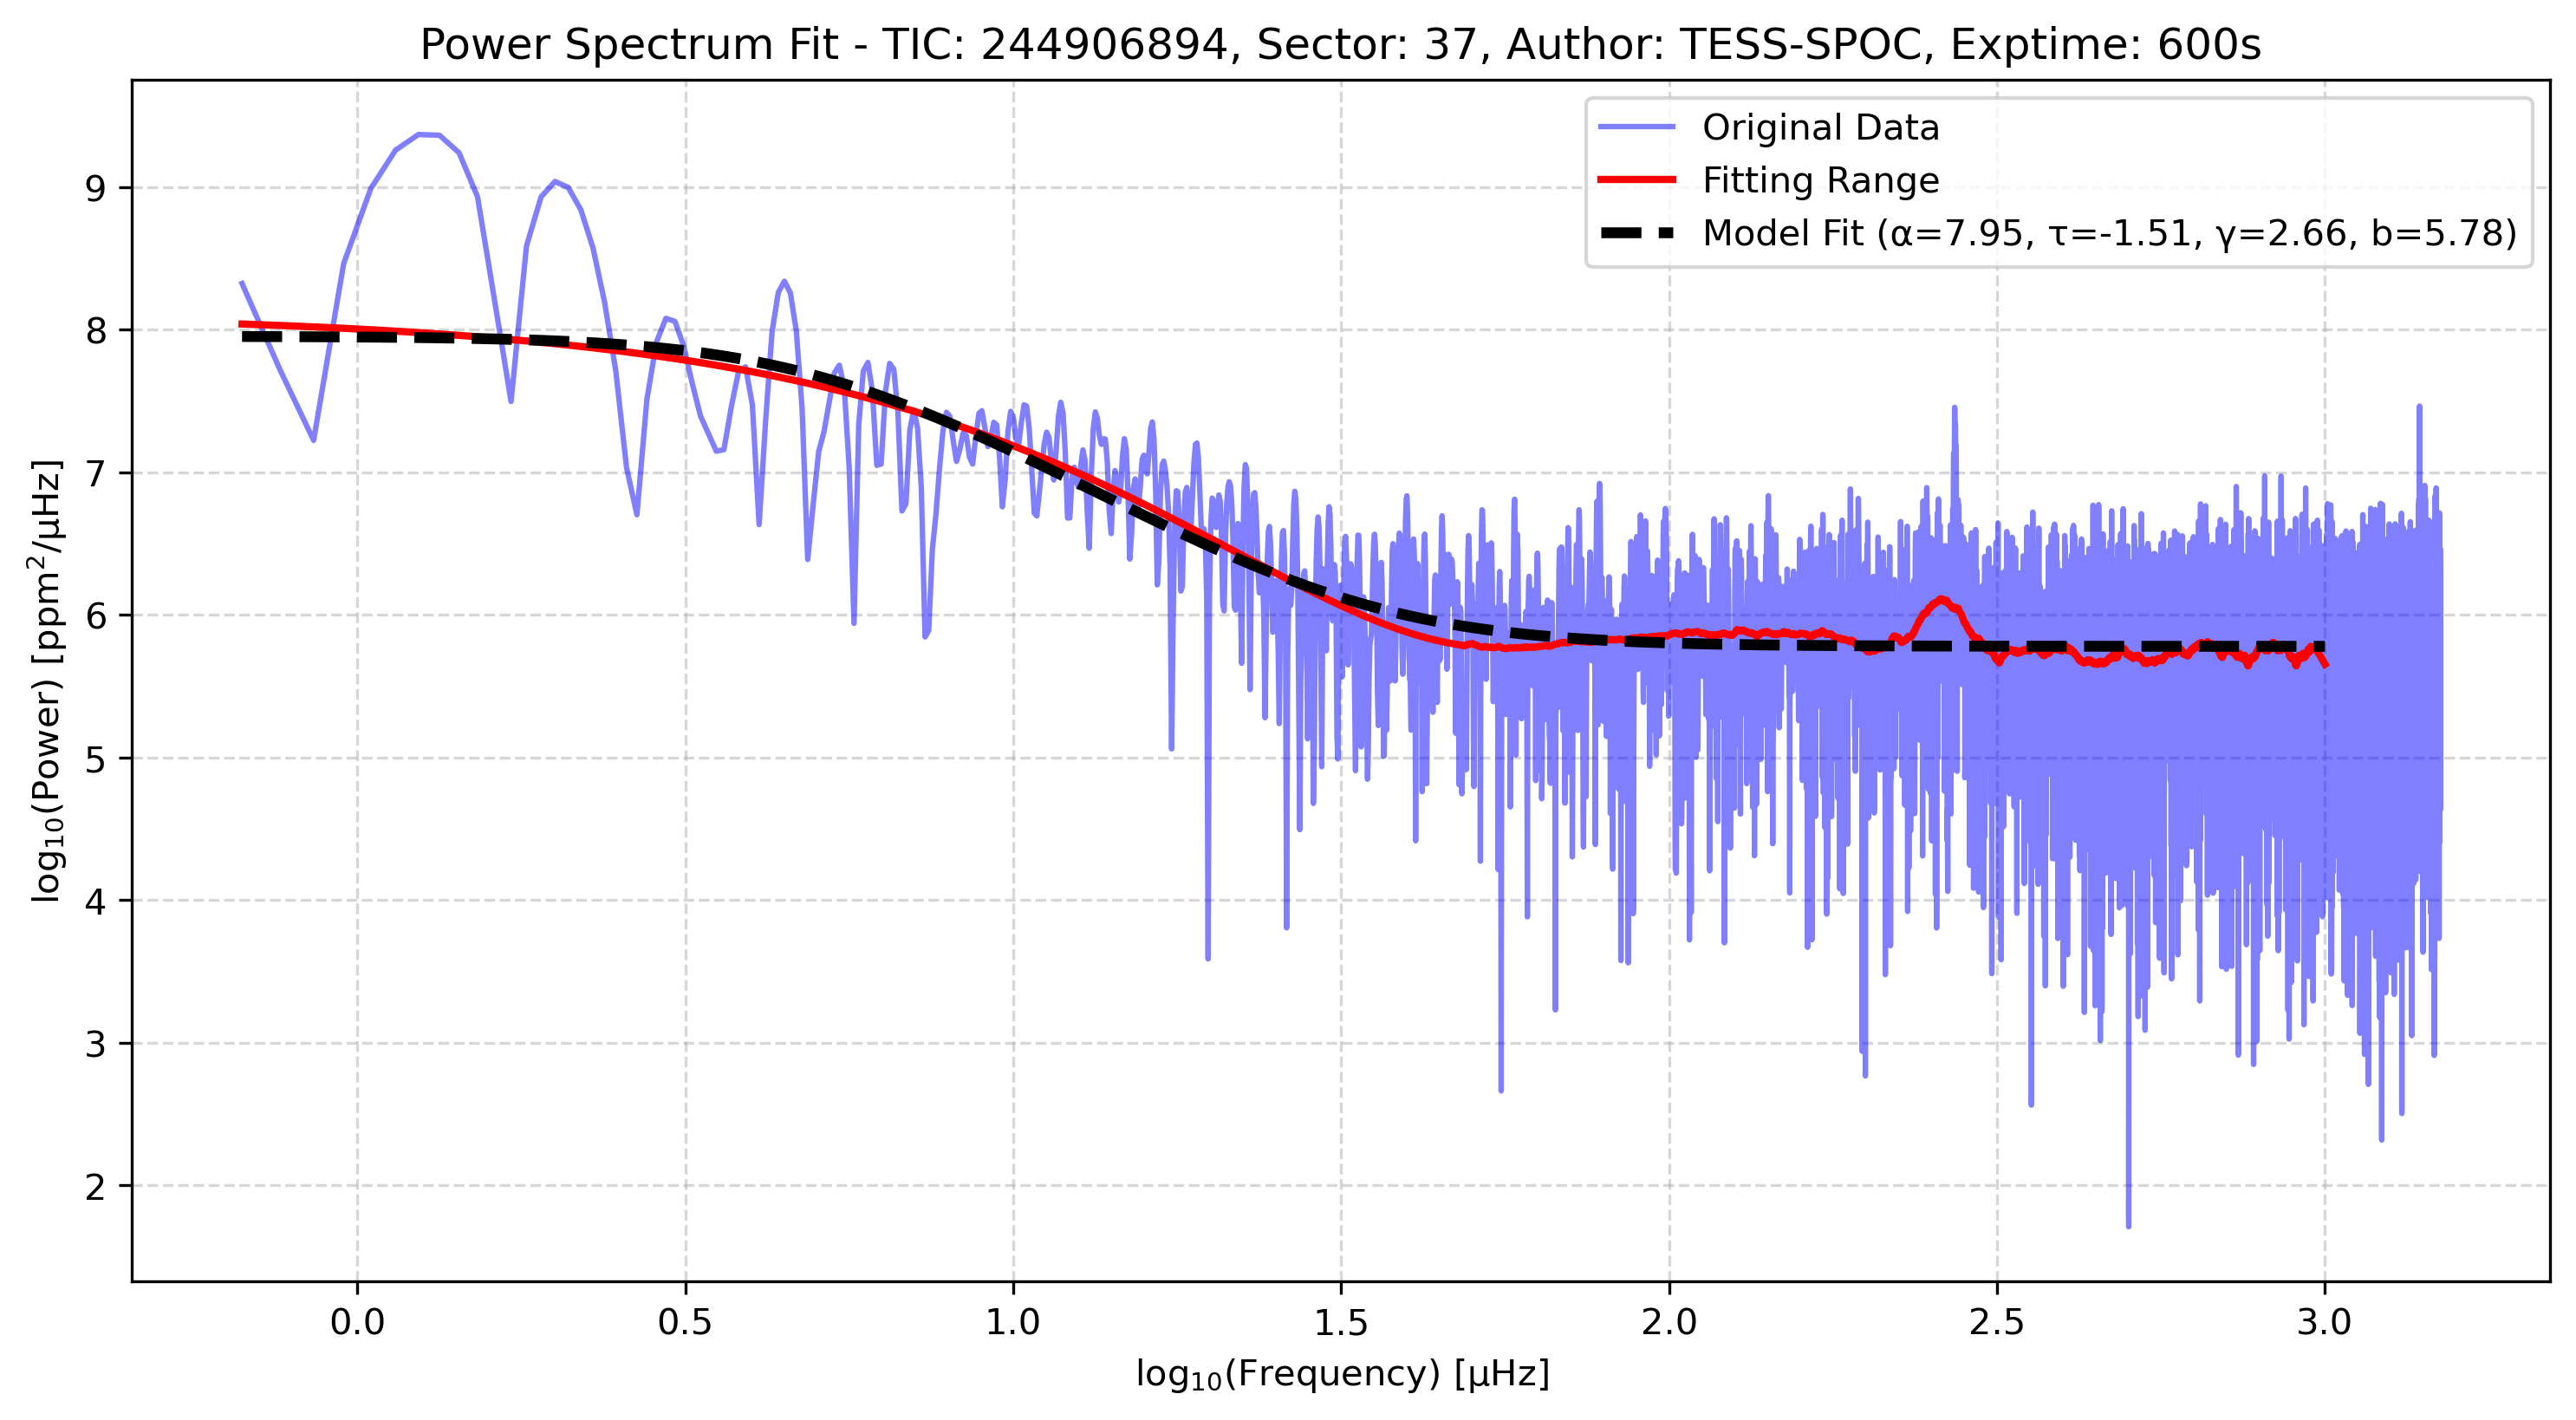 Power Spectrum Fit - TIC: 244906894, Sector: 37, Author: TESS-SPOC, Exptime: 600s
Original Data
Fitting Range
Model Fit (α=7.95, τ=-1.51, γ=2.66, b=5.78)
log₁₀(Power) [ppm²/μHz]
9
8
7
6
5
4
3
2
0.0 0.5 1.0 1.5 2.0 2.5 3.0
log₁₀(Frequency) [μHz]